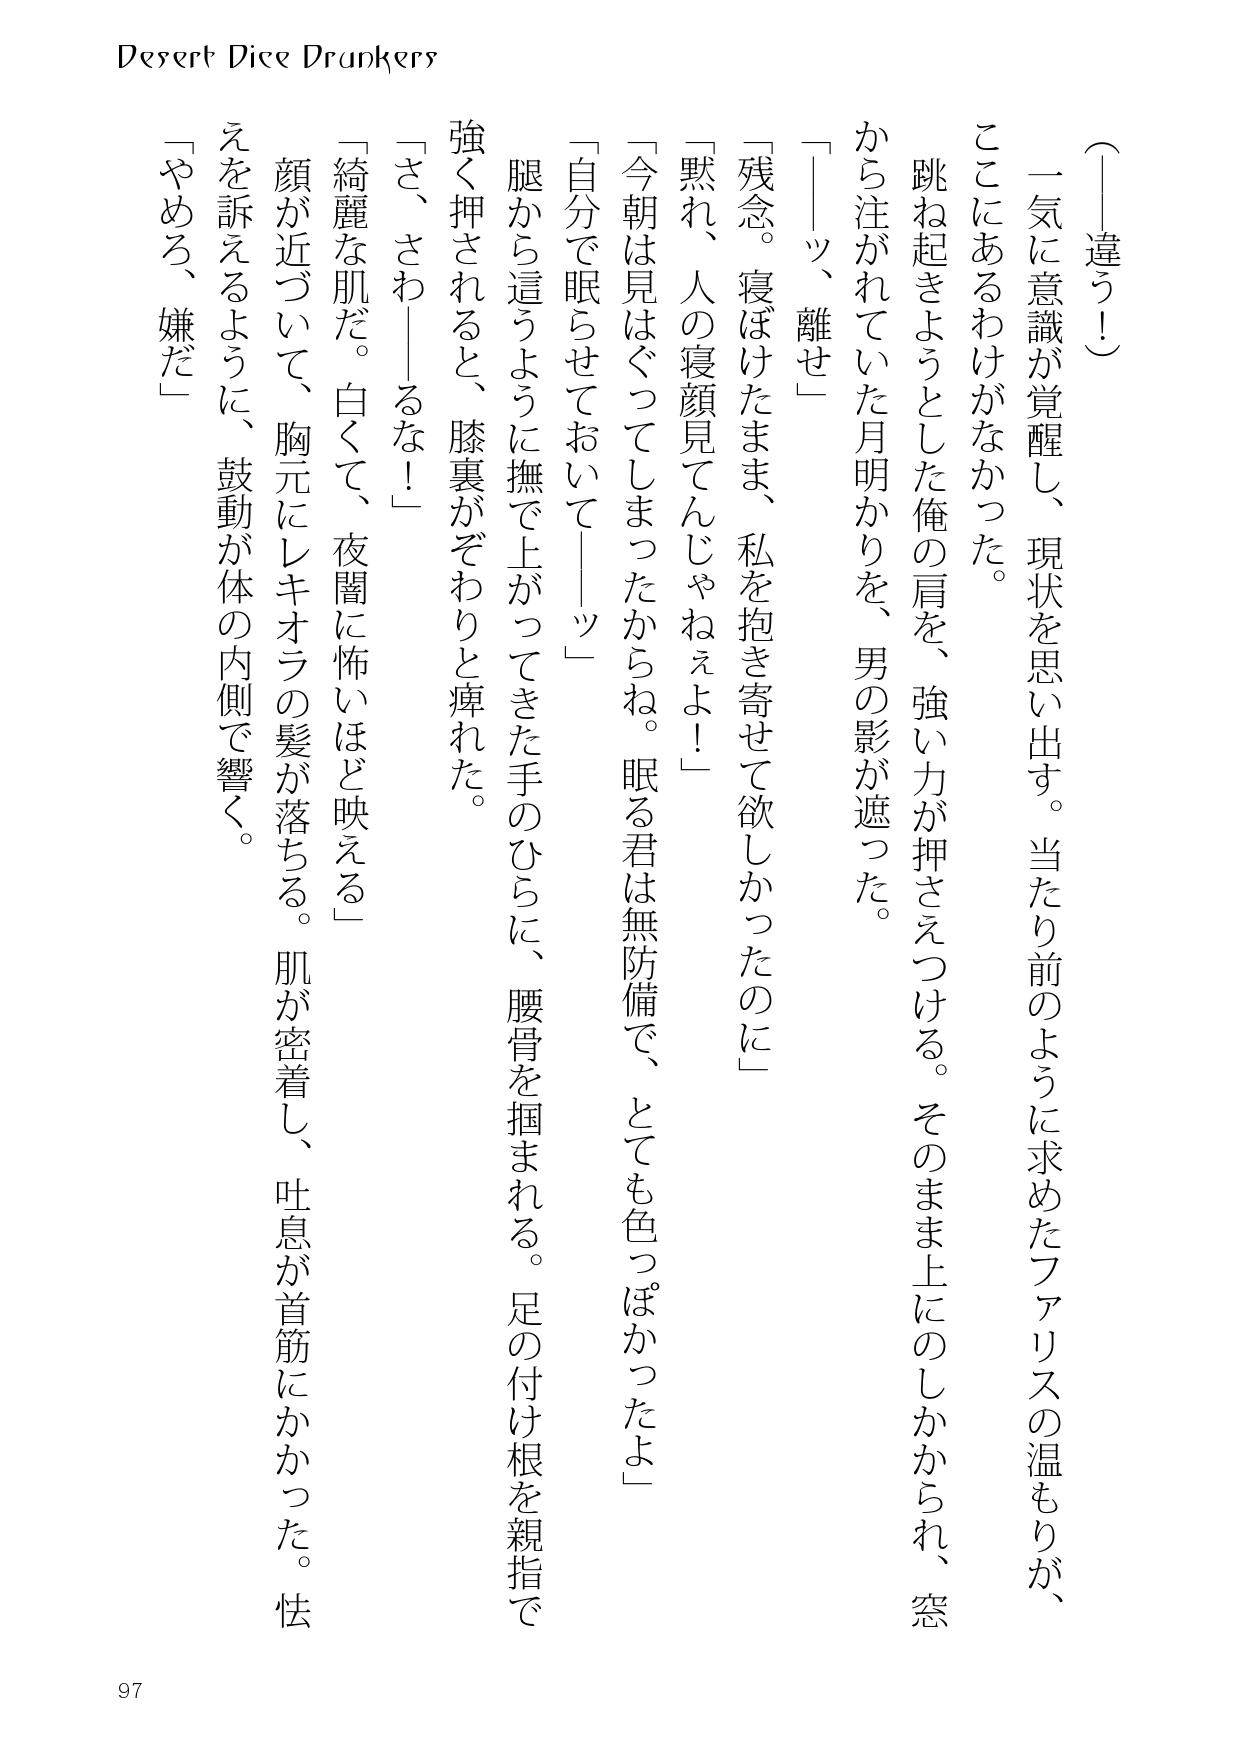 Desert Dice Drunkers
（――違う！）
　一気に意識が覚醒し、現状を思い出す。当たり前のように求めたファリスの温もりが、
ここにあるわけがなかった。
　跳ね起きようとした俺の肩を、強い力が押さえつける。そのまま上にのしかかられ、窓
から注がれていた月明かりを、男の影が遮った。
「――ッ、離せ」
「残念。寝ぼけたまま、私を抱き寄せて欲しかったのに」
「黙れ、人の寝顔見てんじゃねぇよ！」
「今朝は見はぐってしまったからね。眠る君は無防備で、とても色っぽかったよ」
「自分で眠らせておいて――ッ」
　腿から這うように撫で上がってきた手のひらに、腰骨を掴まれる。足の付け根を親指で
強く押されると、膝裏がぞわりと痺れた。
「さ、さわ――るな！」
「綺麗な肌だ。白くて、夜闇に怖いほど映える」
　顔が近づいて、胸元にレキオラの髪が落ちる。肌が密着し、吐息が首筋にかかった。怯
えを訴えるように、鼓動が体の内側で響く。
「やめろ、嫌だ」
97